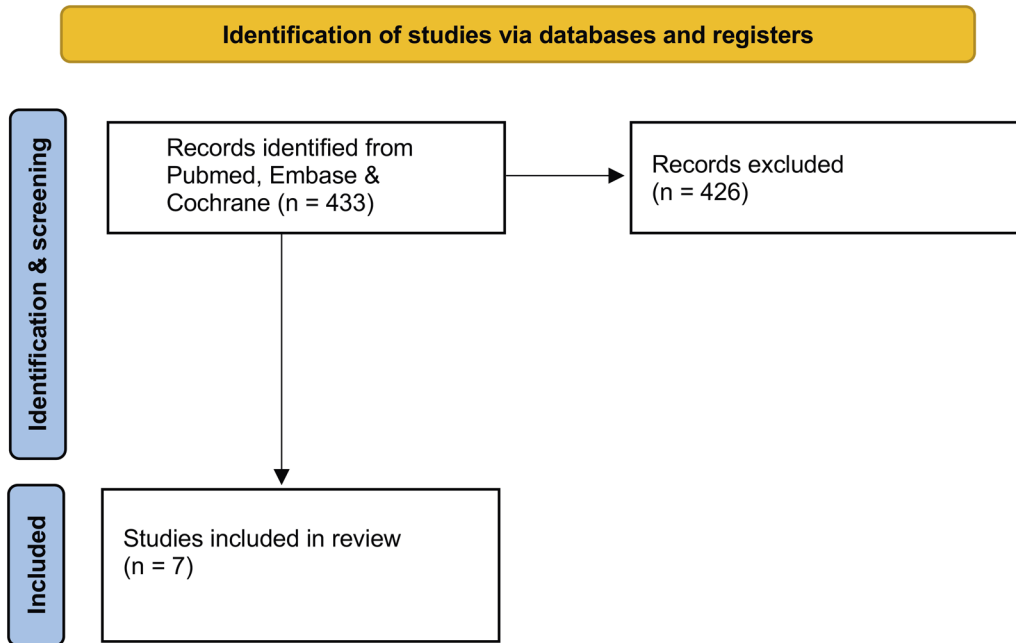 Identification of studies via databases and registers
Identification & screening
Records identified from
Pubmed, Embase &
Cochrane (n = 433)
Records excluded
(n = 426)
Included
Studies included in review
(n = 7)